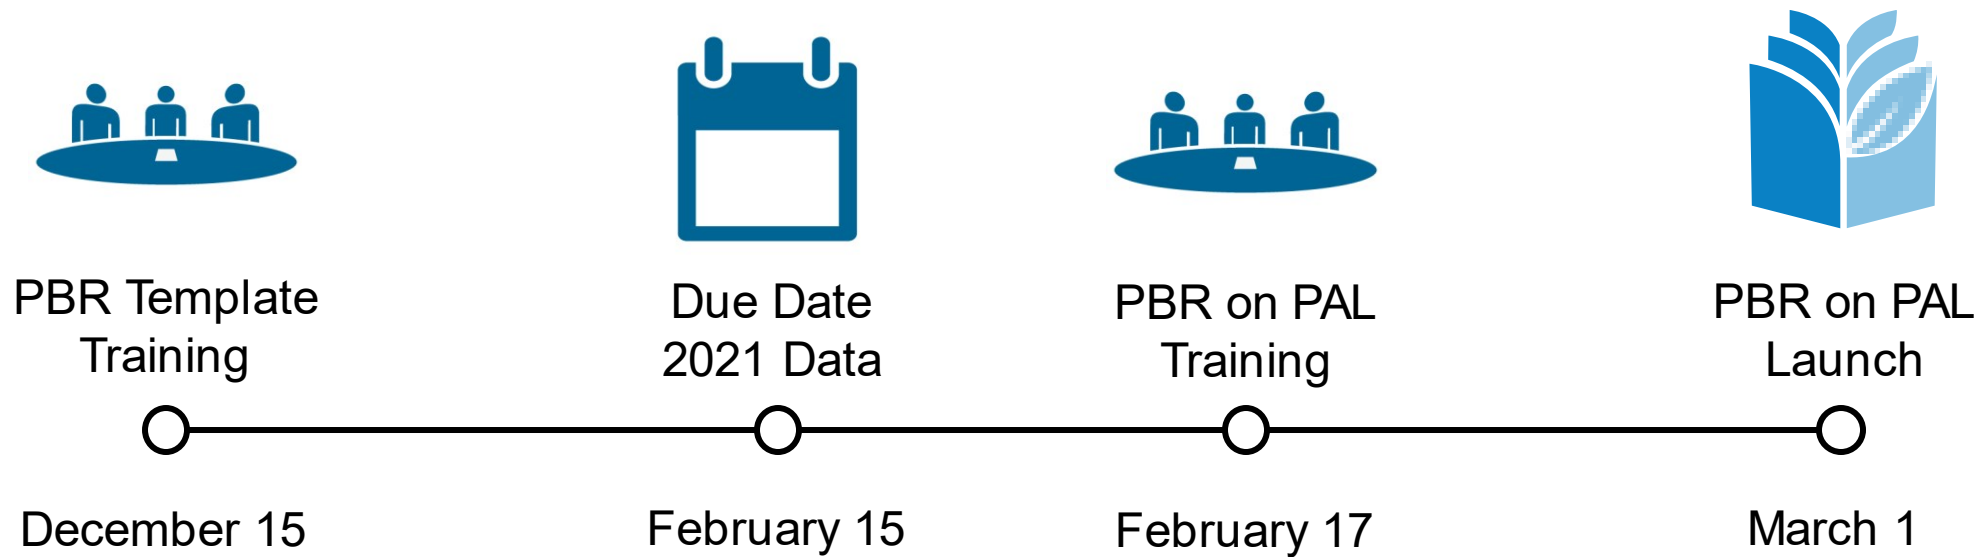 PBR Template
Training
Due Date
2021 Data
PBR on PAL
Training
PBR on PAL
Launch
December 15
February 15
February 17
March 1